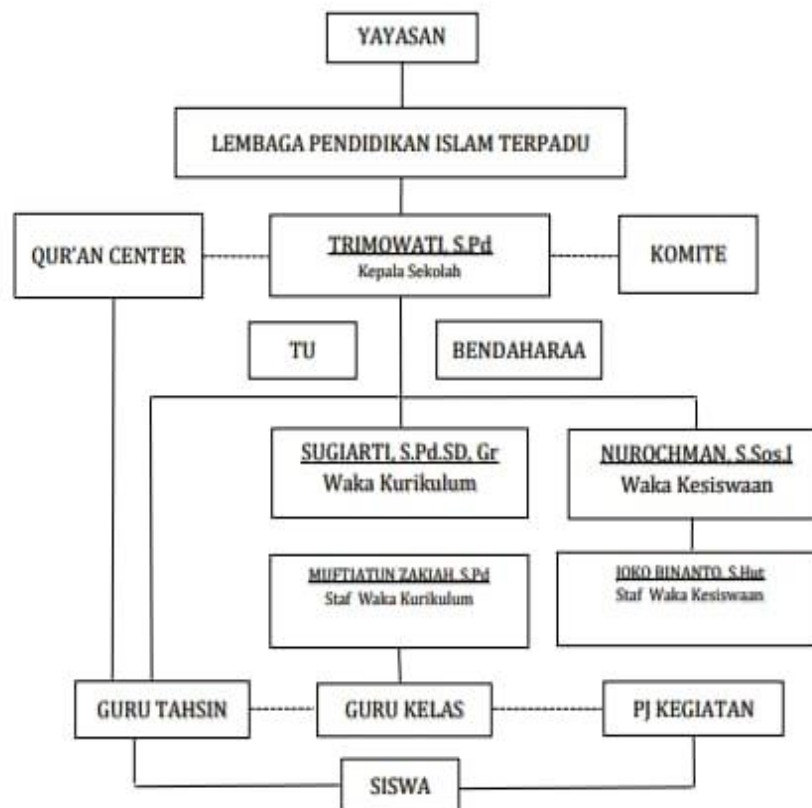 YAYASAN
LEMBAGA PENDIDIKAN ISLAM TERPADU
QUR'AN CENTER
TRIMOWATI, S.Pd
Kepala Sekolah
KOMITE
TU
BENDAHARAA
SUGIARTI, S.Pd.SD, Gr
Waka Kurikulum
NUROCHMAN, S.Sos.I
Waka Kesiswaan
MUFTIATUN ZAKIAH, S.Pd
Staf Waka Kurikulum
JOKO BINANTO, S.Hut
Staf Waka Kesiswaan
GURU TAHSIN
GURU KELAS
PJ KEGIATAN
SISWA